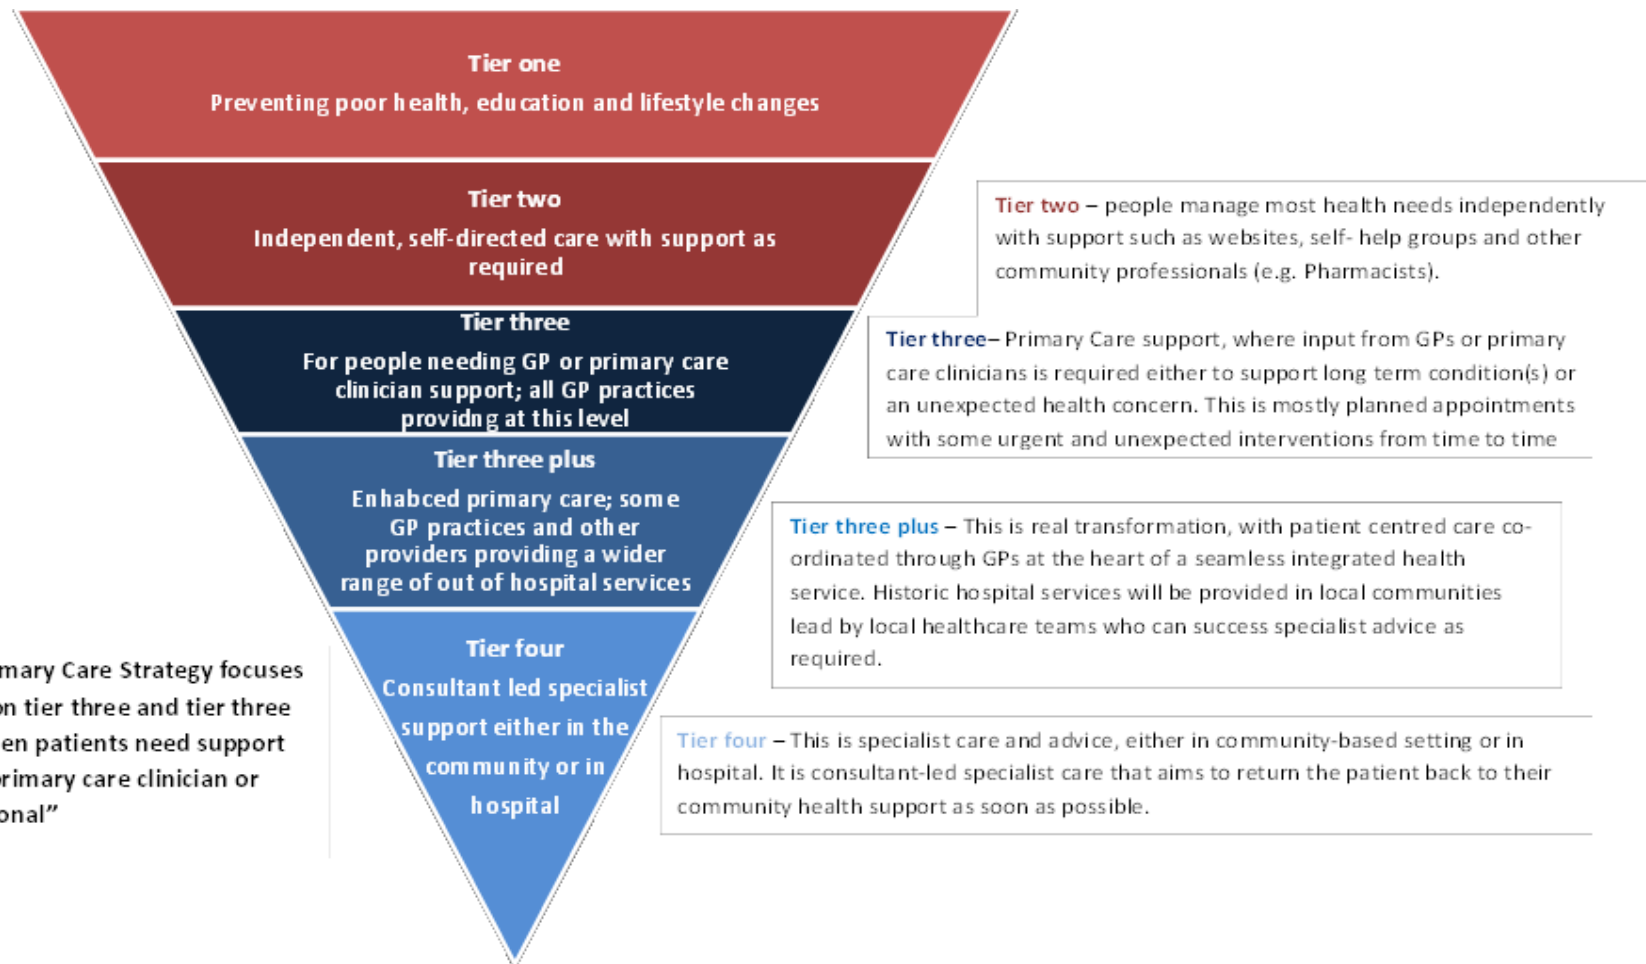 Tier one
Preventing poor health, education and lifestyle changes
Tier two
Independent, self-directed care with support as
required
Tier three
For people needing GP or primary care
clinician support; all GP practices
providng at this level
Tier three plus
Enhabced primary care; some
GP practices and other
providers providing a wider
range of out of hospital services
Tier four
Consultant led specialist
support either in the
community or in
hospital
Tier two – people manage most health needs independently
with support such as websites, self- help groups and other
community professionals (e.g. Pharmacists).
Tier three– Primary Care support, where input from GPs or primary
care clinicians is required either to support long term condition(s) or
an unexpected health concern. This is mostly planned appointments
with some urgent and unexpected interventions from time to time
Tier three plus – This is real transformation, with patient centred care co-
ordinated through GPs at the heart of a seamless integrated health
service. Historic hospital services will be provided in local communities
lead by local healthcare teams who can success specialist advice as
required.
Tier four – This is specialist care and advice, either in community-based setting or in
hospital. It is consultant-led specialist care that aims to return the patient back to their
community health support as soon as possible.
Care Strategy focuses
on tier three and tier three
patients need support
primary care clinician or